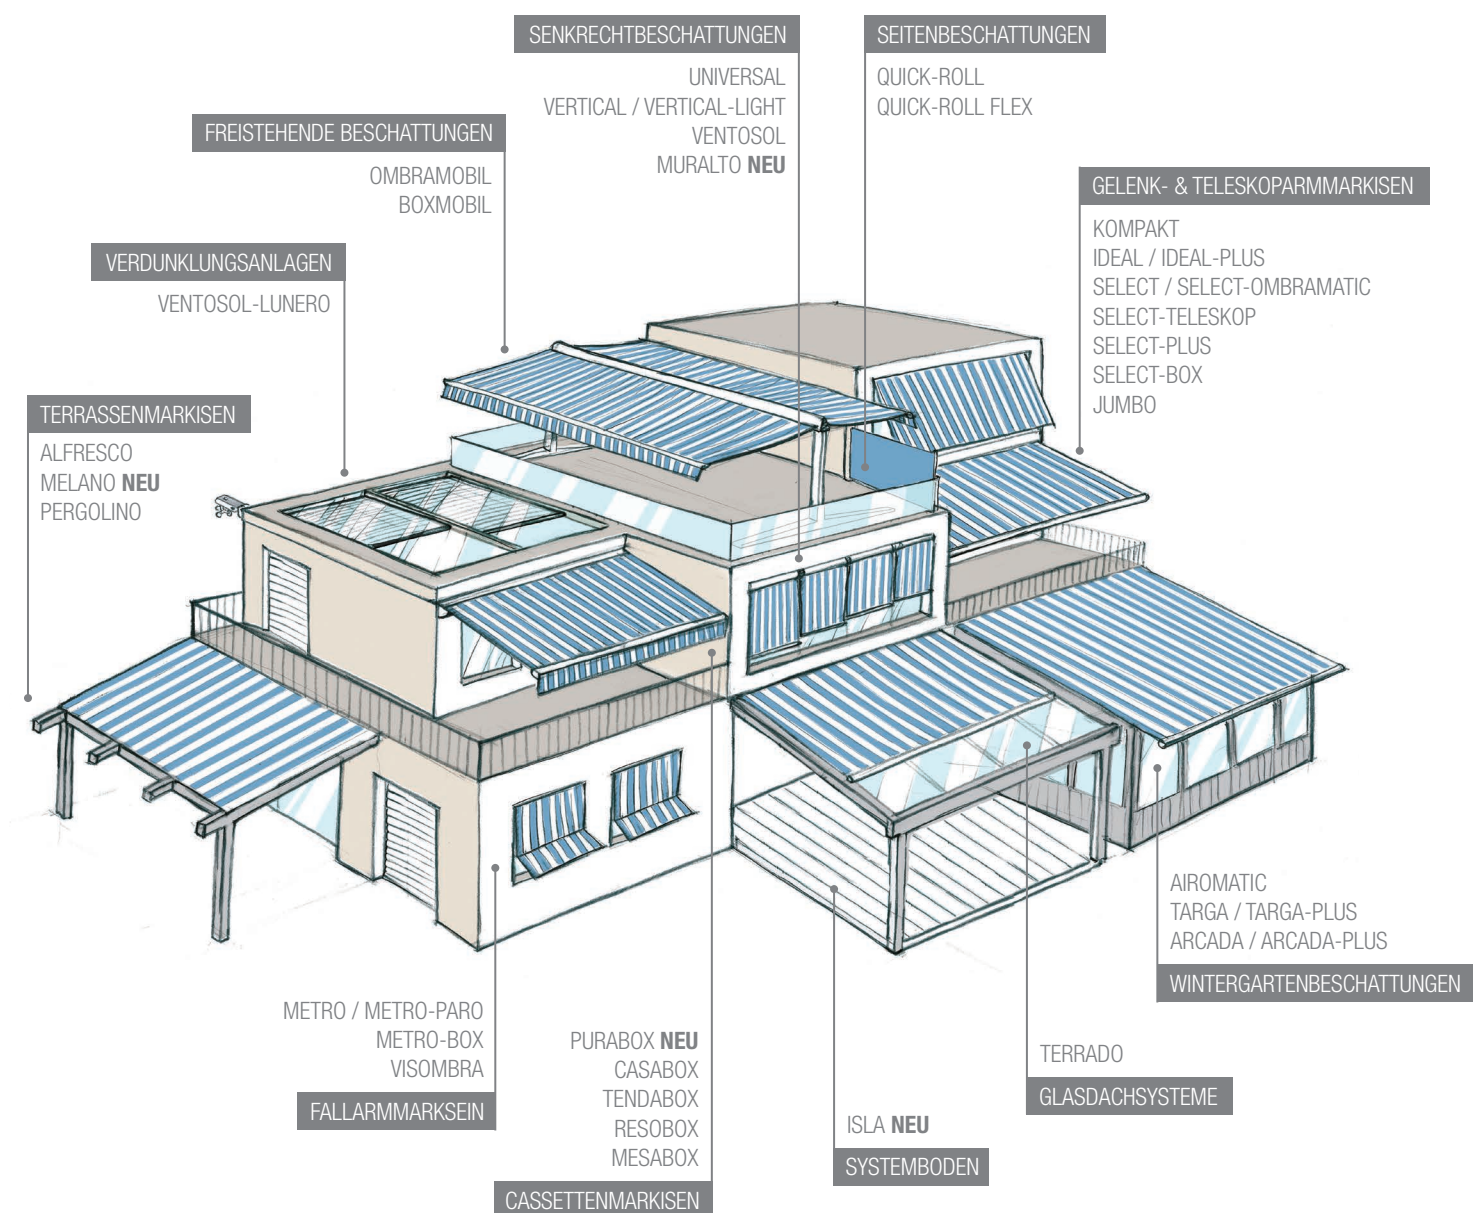 SENKRECHTBESCHATTUNGEN
UNIVERSAL
VERTICAL / VERTICAL-LIGHT
VENTOSOL
MURALTO NEU
SEITENBESCHATTUNGEN
QUICK-ROLL
QUICK-ROLL FLEX
FREISTEHENDE BESCHATTUNGEN
OMBRAMOBIL
BOXMOBIL
GELENK- & TELESKOPARMMARKISEN
KOMPAKT
IDEAL / IDEAL-PLUS
SELECT / SELECT-OMBRAMATIC
SELECT-TELESKOP
SELECT-PLUS
SELECT-BOX
JUMBO
VERDUNKLUNGSANLAGEN
VENTOSOL-LUNERO
TERRASSENMARKISEN
ALFRESCO
MELANO NEU
PERGOLINO
AIROMATIC
TARGA / TARGA-PLUS
ARCADA / ARCADA-PLUS
WINTERGARTENBESCHATTUNGEN
METRO / METRO-PARO
METRO-BOX
VISOMBRA
FALLARMMARKSEIN
PURABOX NEU
CASABOX
TENDABOX
RESOBOX
MESABOX
CASSETTENMARKISEN
TERRADO
GLASDACHSYSTEME
ISLA NEU
SYSTEMBODEN